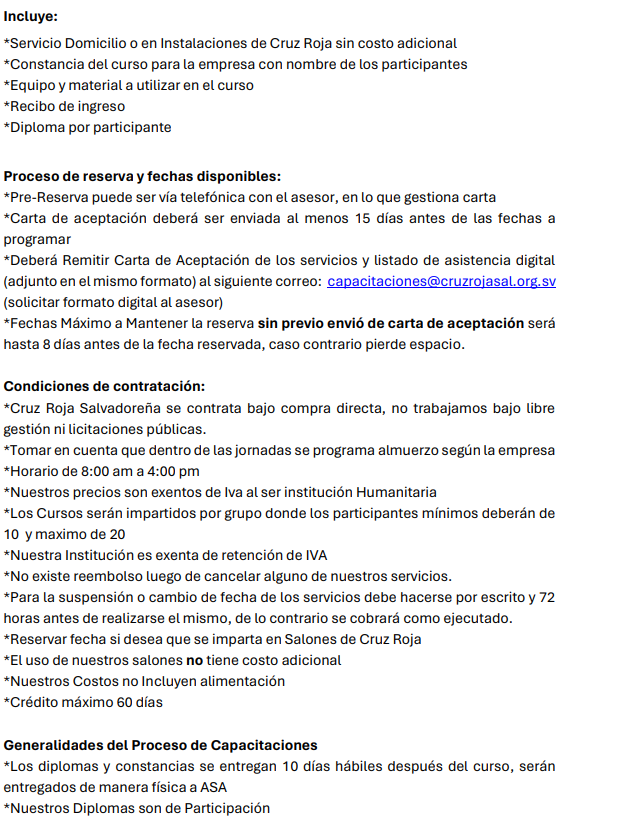 Incluye:
*Servicio Domicilio o en Instalaciones de Cruz Roja sin costo adicional
*Constancia del curso para la empresa con nombre de los participantes
*Equipo y material a utilizar en el curso
*Recibo de ingreso
*Diploma por participante
Proceso de reserva y fechas disponibles:
*Pre-Reserva puede ser vía telefónica con el asesor, en lo que gestiona carta
*Carta de aceptación deberá ser enviada al menos 15 días antes de las fechas a
programar
*Deberá Remitir Carta de Aceptación de los servicios y listado de asistencia digital
(adjunto en el mismo formato) al siguiente correo: capacitaciones@cruzrojasal.org.sv
(solicitar formato digital al asesor)
*Fechas Máximo a Mantener la reserva sin previo envió de carta de aceptación será
hasta 8 días antes de la fecha reservada, caso contrario pierde espacio.
Condiciones de contratación:
*Cruz Roja Salvadoreña se contrata bajo compra directa, no trabajamos bajo libre
gestión ni licitaciones públicas.
*Tomar en cuenta que dentro de las jornadas se programa almuerzo según la empresa
*Horario de 8:00 am a 4:00 pm
*Nuestros precios son exentos de Iva al ser institución Humanitaria
*Los Cursos serán impartidos por grupo donde los participantes mínimos deberán de
10 y maximo de 20
*Nuestra Institución es exenta de retención de IVA
*No existe reembolso luego de cancelar alguno de nuestros servicios.
*Para la suspensión o cambio de fecha de los servicios debe hacerse por escrito y 72
horas antes de realizarse el mismo, de lo contrario se cobrará como ejecutado.
*Reservar fecha si desea que se imparta en Salones de Cruz Roja
*El uso de nuestros salones no tiene costo adicional
*Nuestros Costos no Incluyen alimentación
*Crédito máximo 60 días
Generalidades del Proceso de Capacitaciones
*Los diplomas y constancias se entregan 10 días hábiles después del curso, serán
entregados de manera física a ASA
*Nuestros Diplomas son de Participación